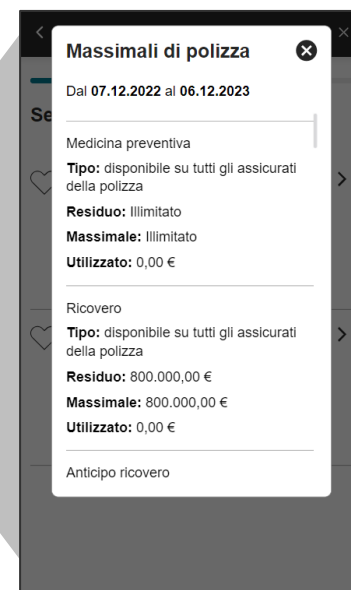 Massimali di polizza
Dal 07.12.2022 al 06.12.2023
Se
Medicina preventiva
Tipo: disponibile su tutti gli assicurati
della polizza
Residuo: Illimitato
Massimale: Illimitato
Utilizzato: 0,00 €
Ricovero
Tipo: disponibile su tutti gli assicurati
della polizza
Residuo: 800.000,00 €
Massimale: 800.000,00 €
Utilizzato: 0,00 €
Anticipo ricovero